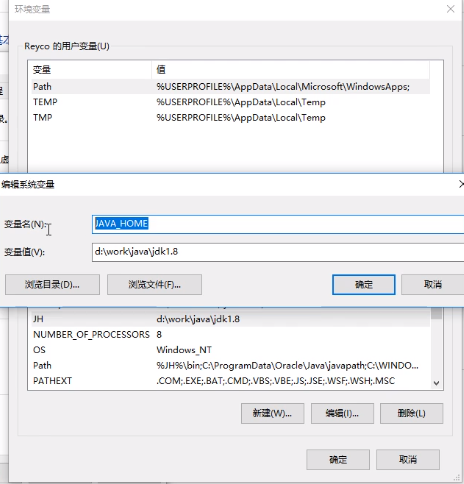 环境变量
Reyco 的用户变量(U)
变量 值
Path %USERPROFILE%\AppData\Local\Microsoft\WindowsApps;
TEMP %USERPROFILE%\AppData\Local\Temp
TMP %USERPROFILE%\AppData\Local\Temp
编辑系统变量
变量名(N):
JAVA_HOME
变量值(V):
d:\work\java\jdk1.8
浏览目录(D)... 浏览文件(F)... 确定 取消
JH d:\work\java\jdk1.8
NUMBER_OF_PROCESSORS 8
OS Windows_NT
Path %JH%\bin;C:\ProgramData\Oracle\Java\javapath;C:\WINDO...
PATHEXT .COM;.EXE;.BAT;.CMD;.VBS;.VBE;.JS;.JSE;.WSF;.WSH;.MSC
新建(W)... 编辑(I)... 删除(L)
确定 取消